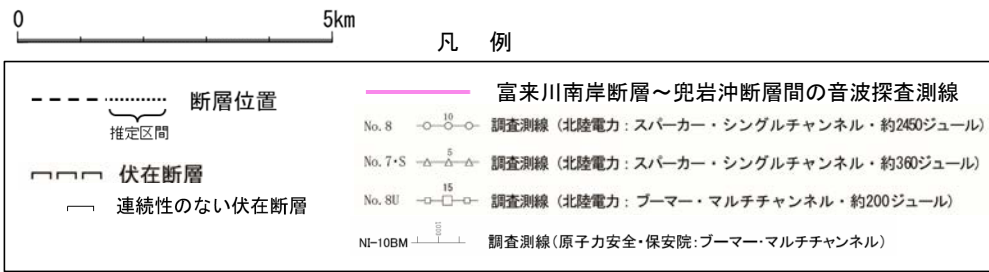 0 5km
凡 例
断層位置
推定区間
伏在断層
連続性のない伏在断層
富来川南岸断層～兜岩沖断層間の音波探査測線
No. 8 10 調査測線（北陸電力：スパーカー・シングルチャンネル・約2450ジュール）
No. 7・S 5 調査測線（北陸電力：スパーカー・シングルチャンネル・約360ジュール）
No. 8U 15 調査測線（北陸電力：ブーマー・マルチチャンネル・約200ジュール）
NI-10BM 1000 調査測線（原子力安全・保安院：ブーマー・マルチチャンネル）